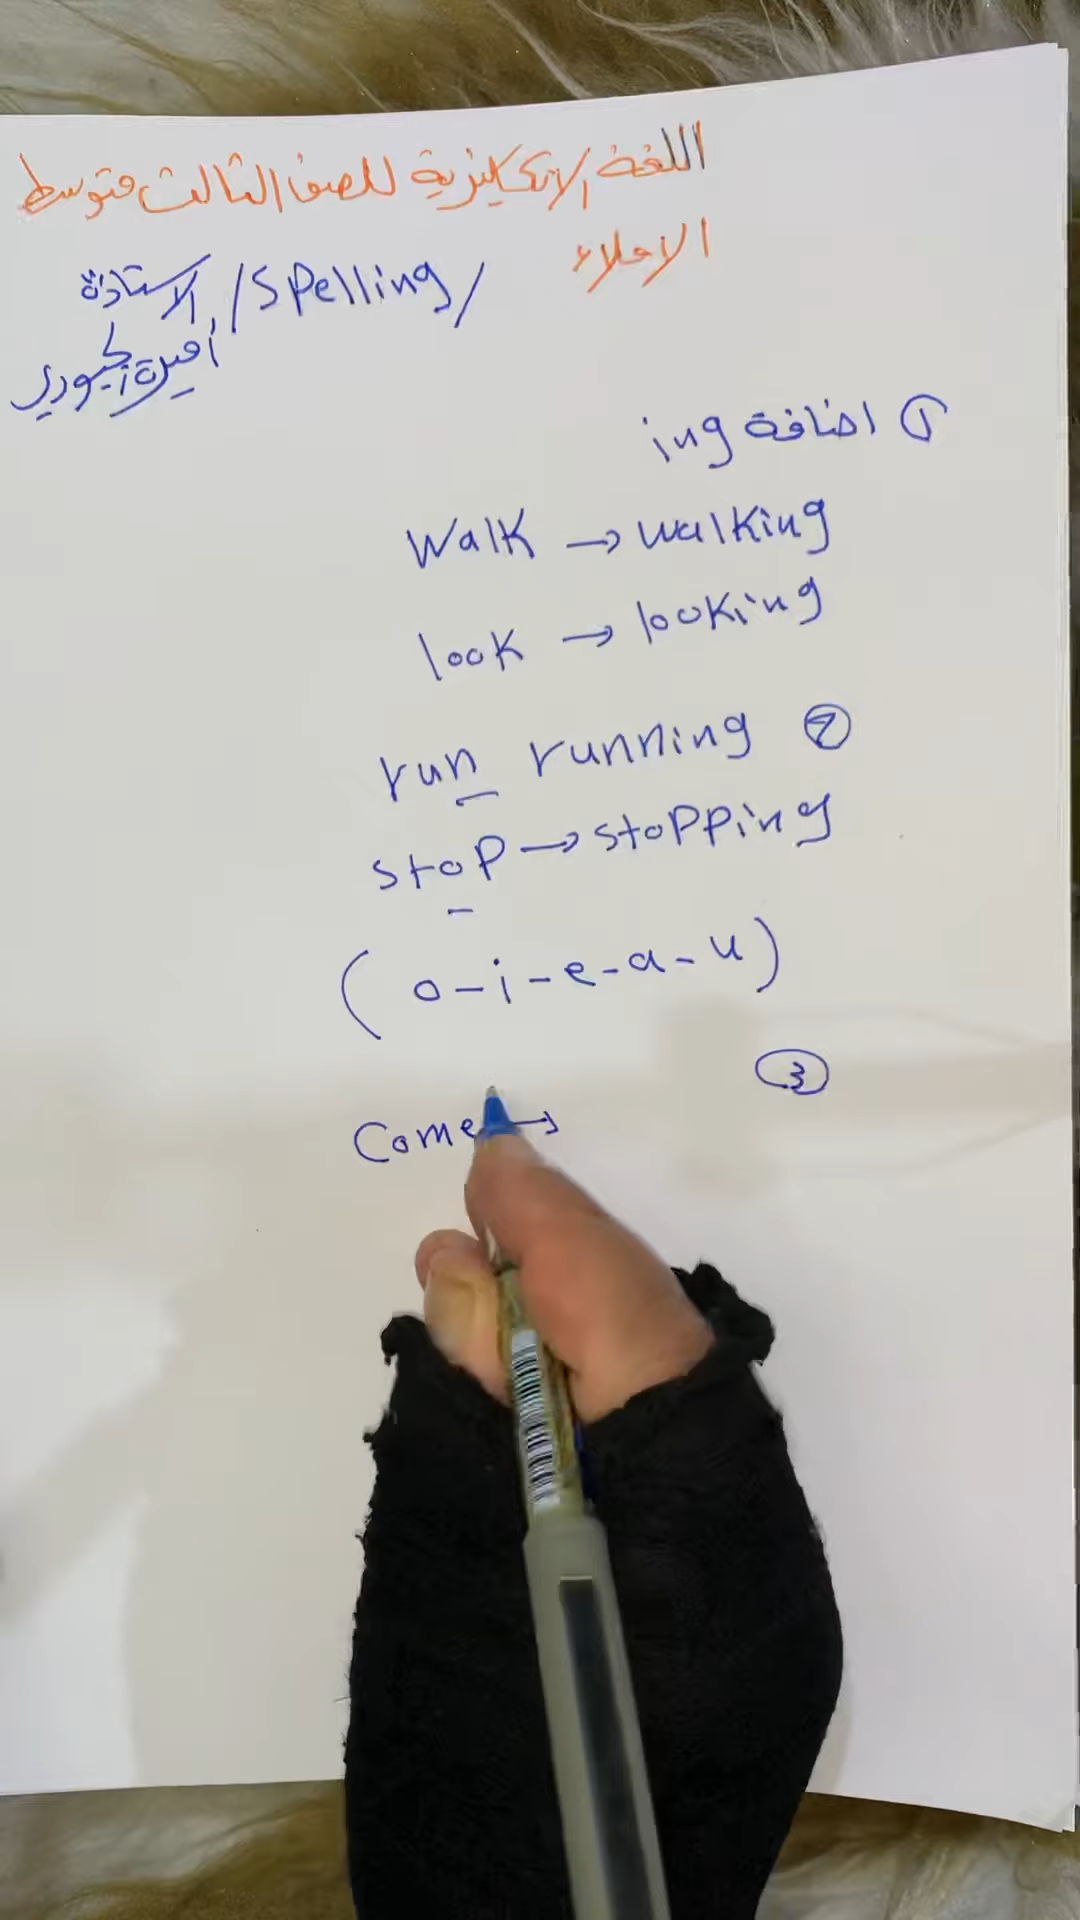 اللغة الانكليزية للصف الثالث متوسط
الاملاء /Spelling/ الاستاذة
اميرة الجبوري
① اضافة ing
Walk → walking
look → looking
run running ②
stop → stopping
( o - i - e - a - u )
③
Come →